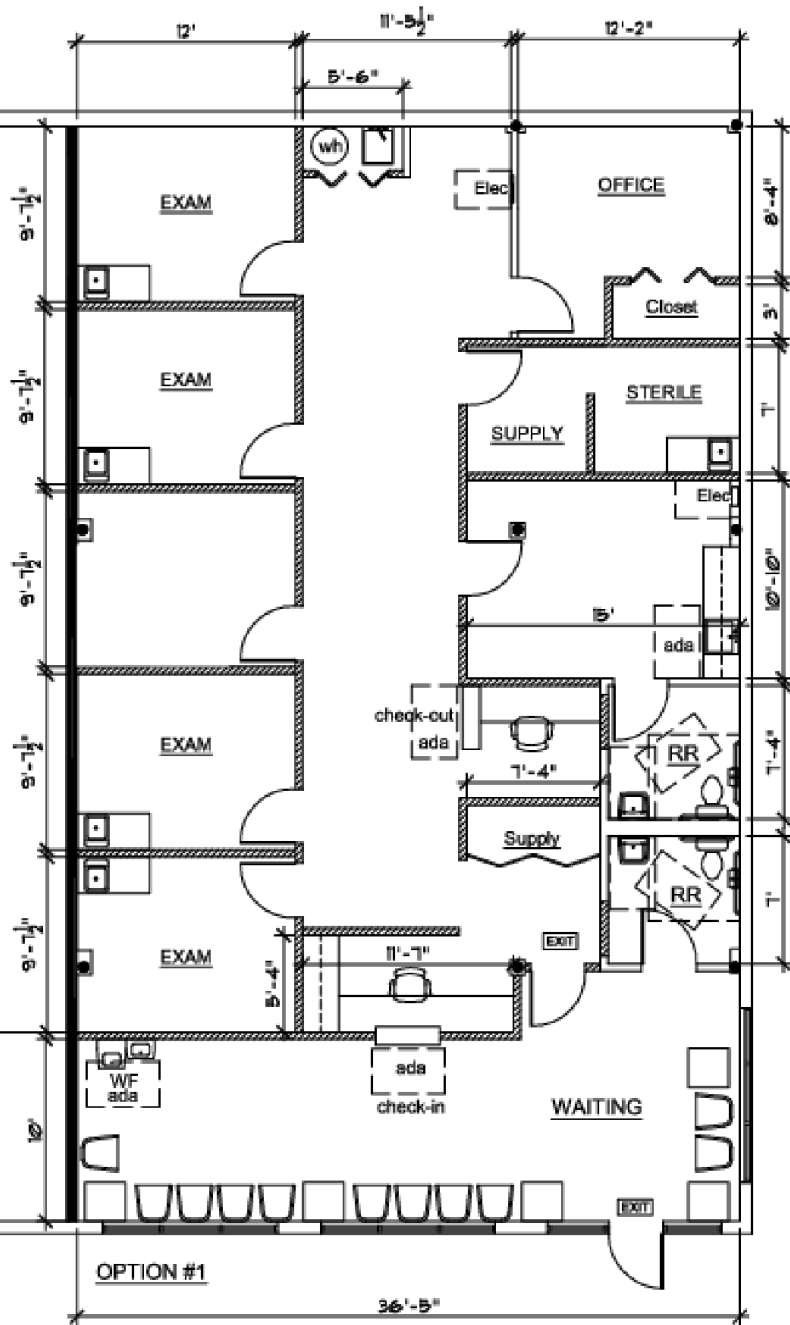 12'
11'-5½"
12'-2"
5'-6"
wh
Elec
EXAM
OFFICE
9'-7½"
8'-4"
Closet
3'
EXAM
9'-7½"
STERILE
SUPPLY
7'
Elec
9'-7½"
15'
10'-10"
ada
check-out
ada
EXAM
9'-7½"
7'-4"
RR
7'-4"
Supply
RR
7'
EXAM
9'-7½"
EXIT
11'-7"
5'-4"
WF
ada
ada
check-in
WAITING
10'
EXIT
OPTION #1
36'-5"